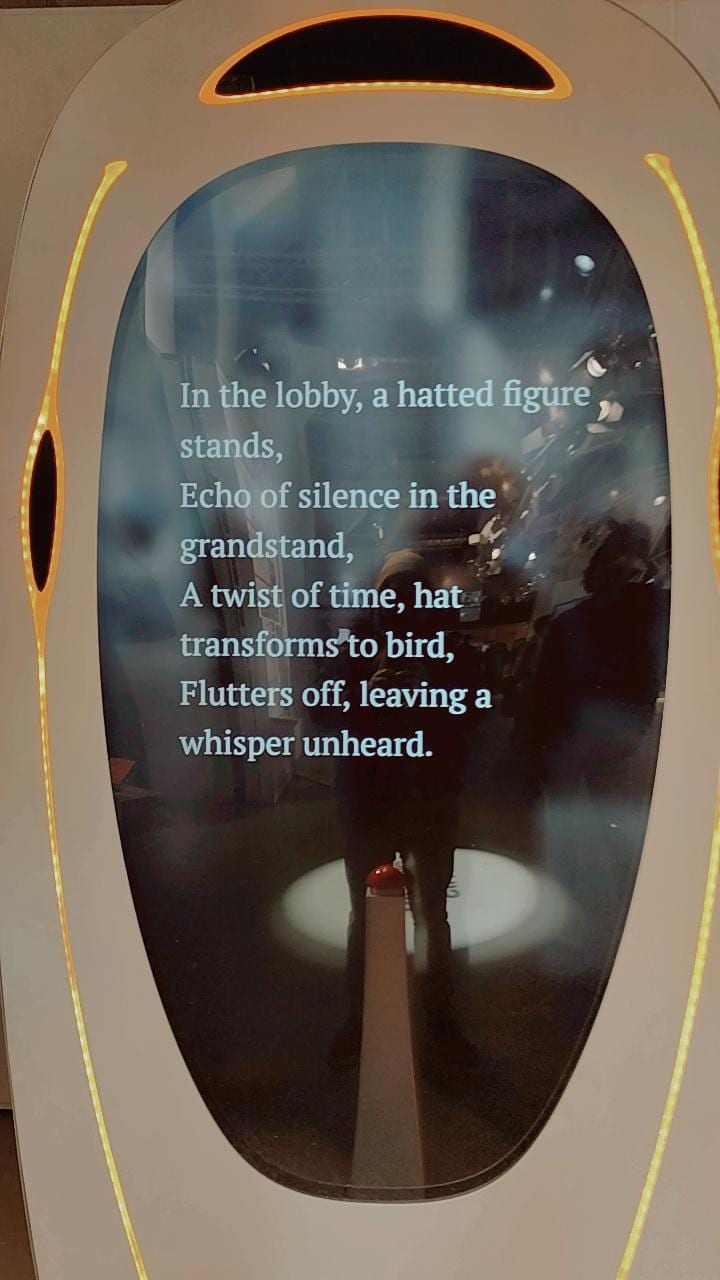 In the lobby, a hatted figure
stands,
Echo of silence in the
grandstand,
A twist of time, hat
transforms to bird,
Flutters off, leaving a
whisper unheard.